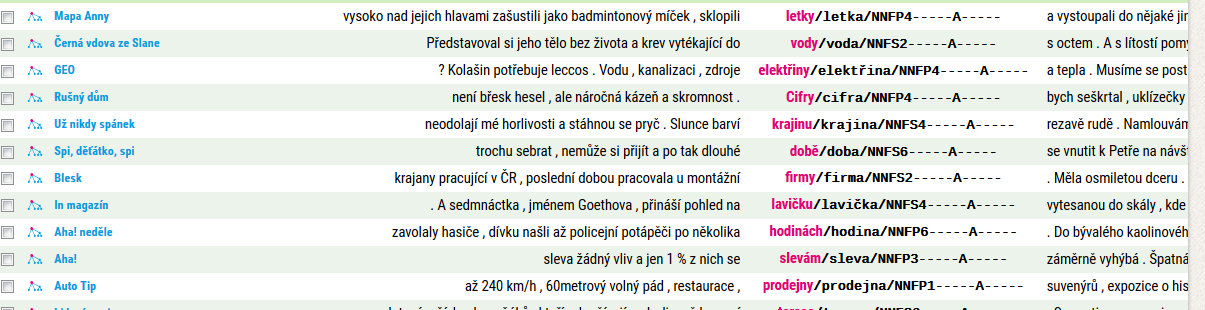 Mapa Anny vysoko nad jejich hlavami zašustili jako badmintonový míček , sklopili letky/letka/NNFP4-----A----- a vystoupali do nějaké
Černá vdova ze Slane Představoval si jeho tělo bez života a krev vytékající do vody/voda/NNFS2-----A----- s octem . A s lítostí
GEO ? Kolašin potřebuje leccos . Vodu , kanalizaci , zdroje elektřiny/elektřina/NNFP4-----A----- a tepla . Musíme se
Rušný dům není břesk hesel , ale náročná kázeň a skromnost . Cifry/cifra/NNFP4-----A----- bych seškrtal , uklízečky
Už nikdy spánek neodolají mé horlivosti a stáhnou se pryč . Slunce barví krajinu/krajina/NNFS4-----A----- rezavě rudě .
Spi, děťátko, spi trochu sebrat , nemůže si přijít a po tak dlouhé době/doba/NNFS6-----A----- se vnutit k Petře na
Blesk krajany pracující v ČR , poslední dobou pracovala u montážní firmy/firma/NNFS2-----A----- . Měla osmiletou dceru .
In magazín . A sedmnáctka , jménem Goethova , přináší pohled na lavičku/lavička/NNFS4-----A----- vytesanou do skály , kde
Aha! neděle zavolaly hasiče , dívku našli až policejní potápěči po několika hodinách/hodina/NNFP6-----A----- . Do bývalého
Aha! sleva žádný vliv a jen 1 % z nich se slevám/sleva/NNFP3-----A----- záměrně vyhýbá .
Auto Tip až 240 km/h , 60metrový volný pád , restaurace , prodejny/prodejna/NNFP1-----A----- suvenýrů , expozice o